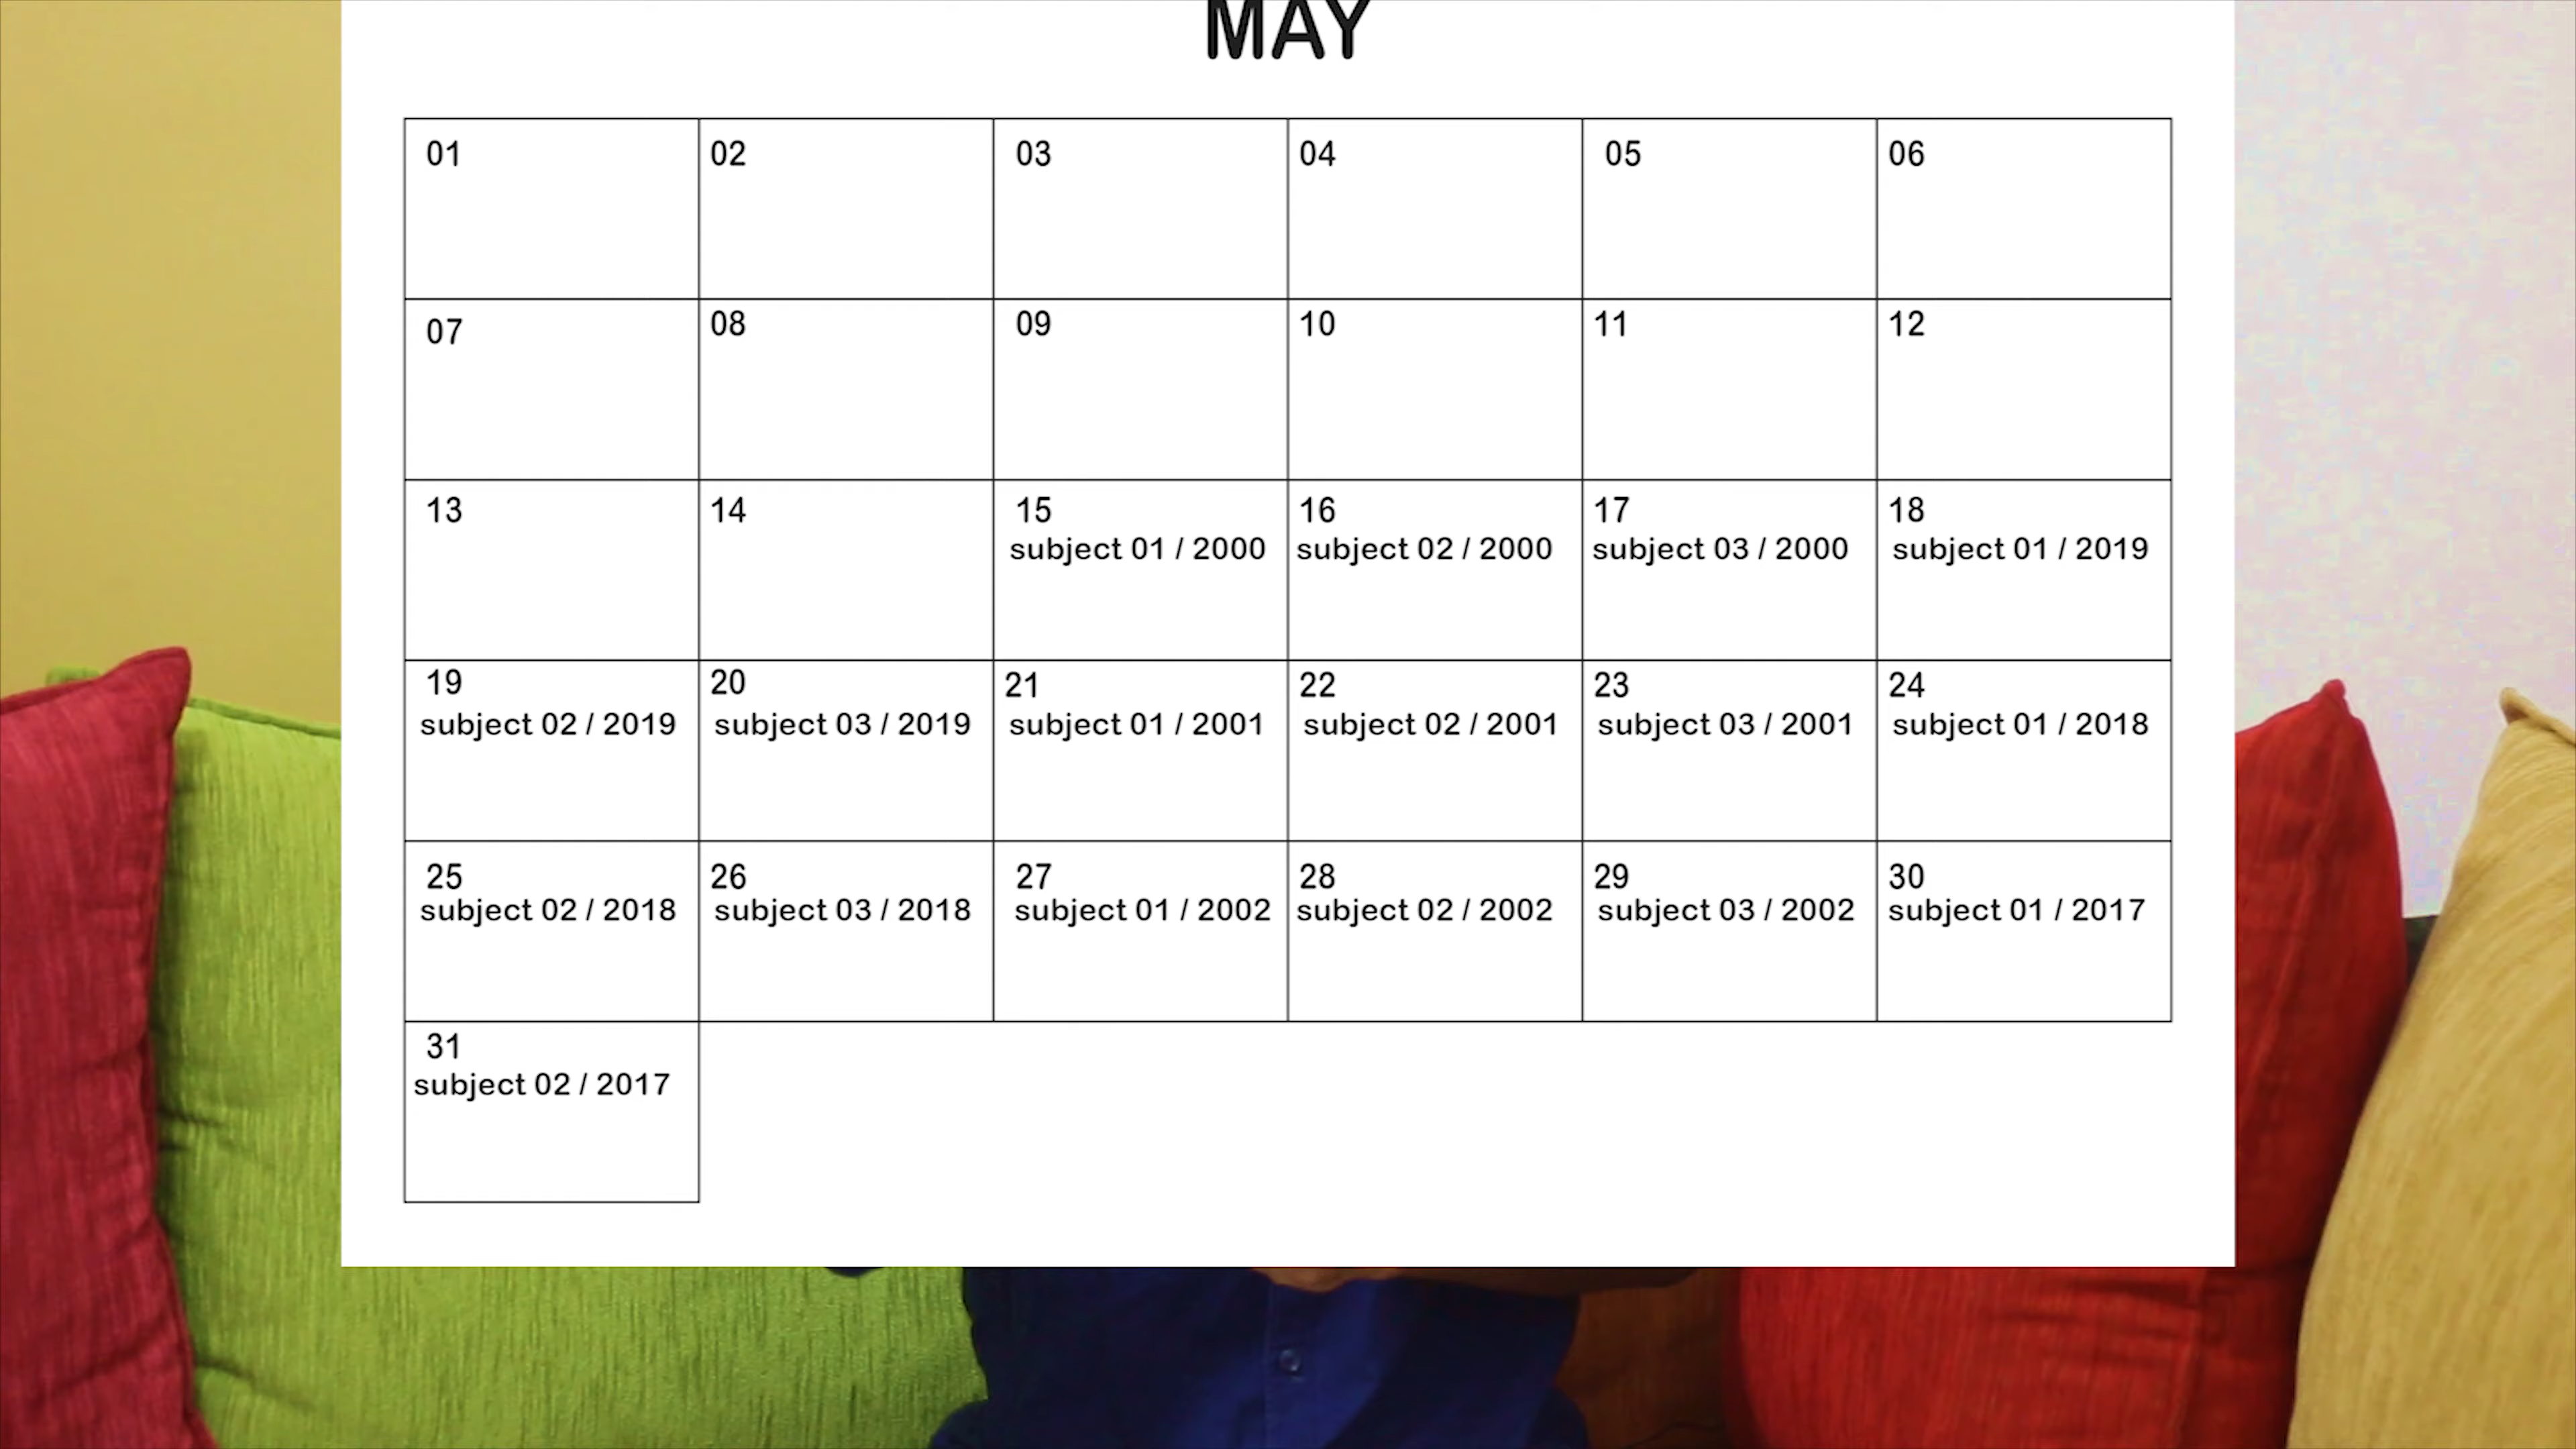 MAY
01
02
03
04
05
06
07
08
09
10
11
12
13
14
15
subject 01 / 2000
16
subject 02 / 2000
17
subject 03 / 2000
18
subject 01 / 2019
19
subject 02 / 2019
20
subject 03 / 2019
21
subject 01 / 2001
22
subject 02 / 2001
23
subject 03 / 2001
24
subject 01 / 2018
25
subject 02 / 2018
26
subject 03 / 2018
27
subject 01 / 2002
28
subject 02 / 2002
29
subject 03 / 2002
30
subject 01 / 2017
31
subject 02 / 2017